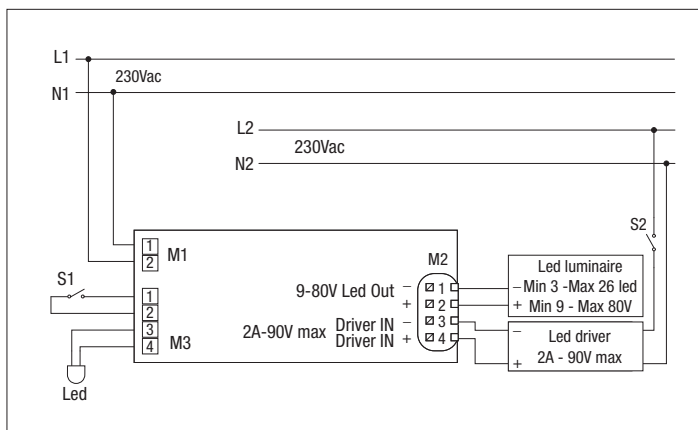 L1
230Vac
N1
L2
230Vac
N2
S2
M2
1 M1
2
S1
9-80V Led Out − 1
+ 2
2A-90V max Driver IN − 3
Driver IN + 4
1
2
3 M3
4
Led
Led luminaire
− Min 3 -Max 26 led
+ Min 9 - Max 80V
Led driver
− 2A - 90V max
+